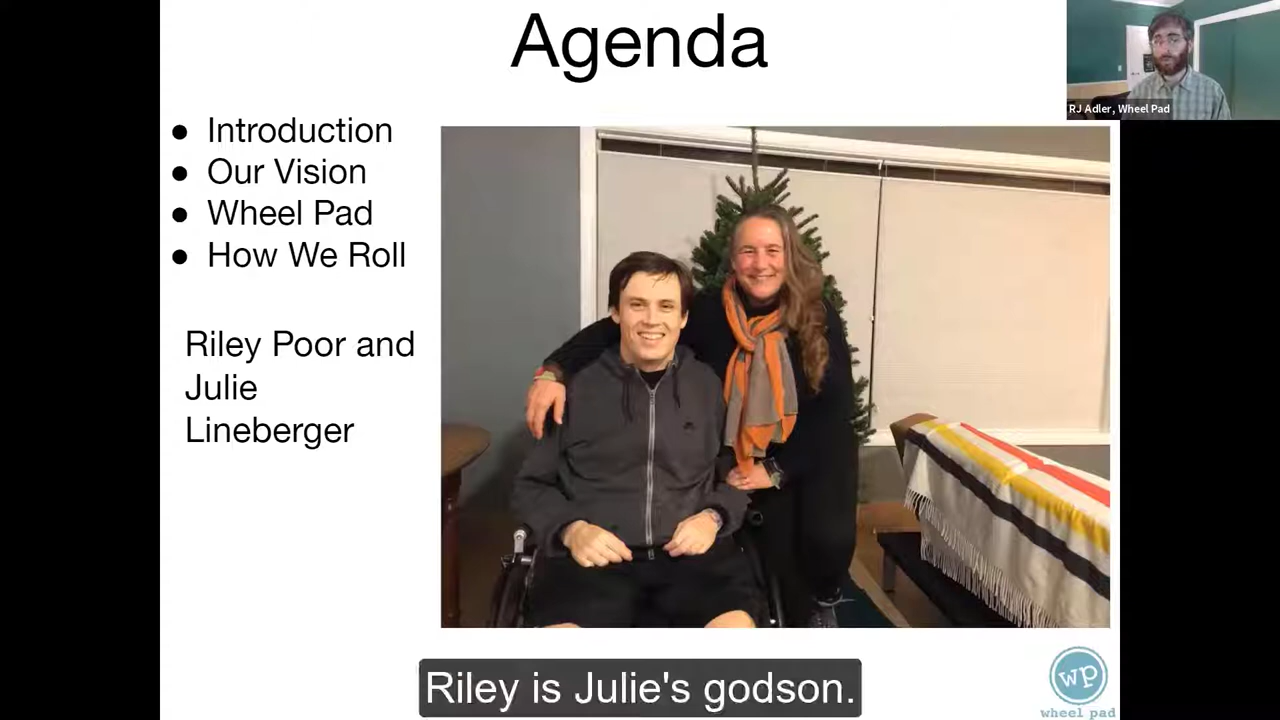 Agenda
RJ Adler, Wheel Pad
● Introduction
● Our Vision
● Wheel Pad
● How We Roll
Riley Poor and
Julie
Lineberger
wp
wheel pad
Riley is Julie's godson.